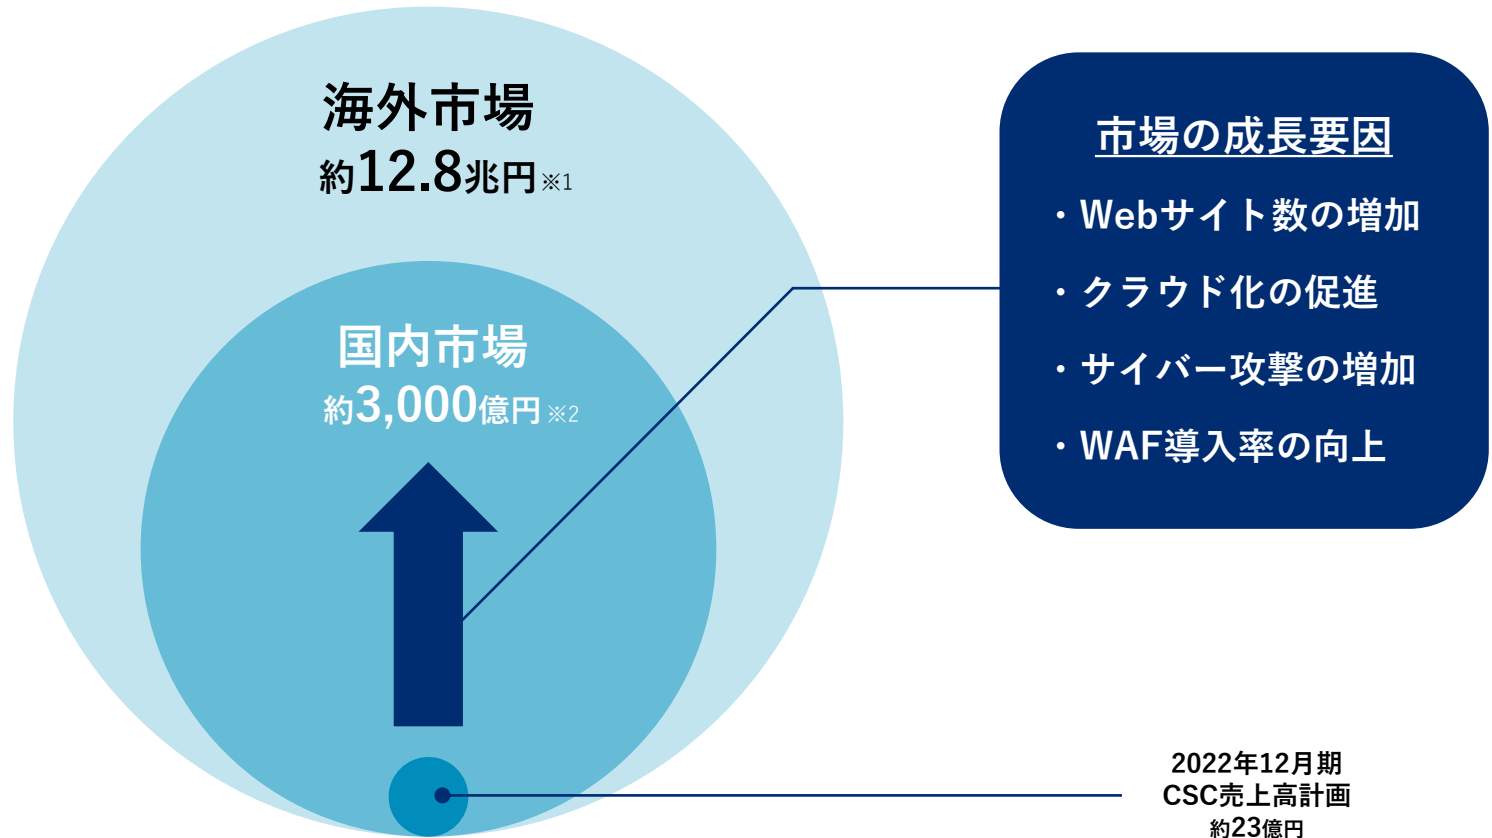 海外市場
約12.8兆円※1
国内市場
約3,000億円※2
市場の成長要因
・Webサイト数の増加
・クラウド化の促進
・サイバー攻撃の増加
・WAF導入率の向上
2022年12月期
CSC売上高計画
約23億円